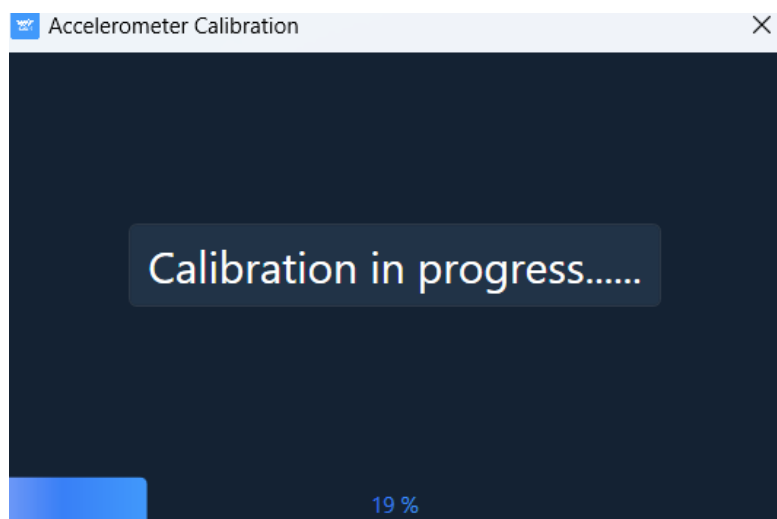 Accelerometer Calibration
Calibration in progress......
19 %